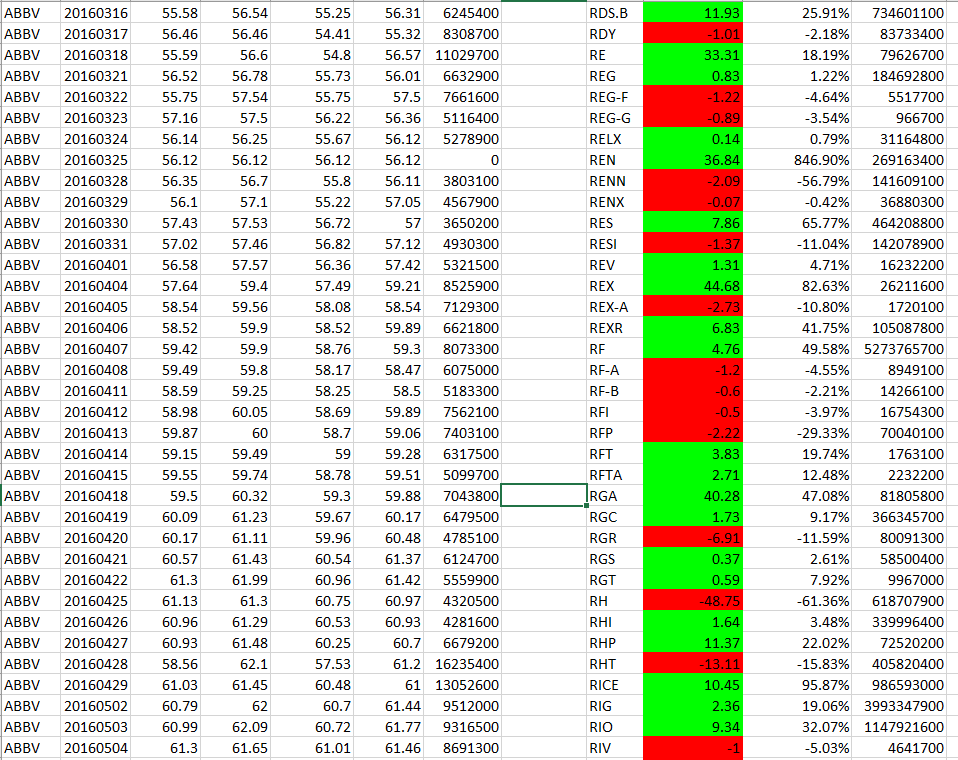 ABBV 20160316 55.58 56.54 55.25 56.31 6245400 RDS.B 11.93 25.91% 734601100
ABBV 20160317 56.46 56.46 54.41 55.32 8308700 RDY -1.01 -2.18% 83733400
ABBV 20160318 55.59 56.6 54.8 56.57 11029700 RE 33.31 18.19% 79626700
ABBV 20160321 56.52 56.78 55.73 56.01 6632900 REG 0.83 1.22% 184692800
ABBV 20160322 55.75 57.54 55.75 57.5 7661600 REG-F -1.22 -4.64% 5517700
ABBV 20160323 57.16 57.5 56.22 56.36 5116400 REG-G -0.89 -3.54% 966700
ABBV 20160324 56.14 56.25 55.67 56.12 5278900 RELX 0.14 0.79% 31164800
ABBV 20160325 56.12 56.12 56.12 56.12 0 REN 36.84 846.90% 269163400
ABBV 20160328 56.35 56.7 55.8 56.11 3803100 RENN -2.09 -56.79% 141609100
ABBV 20160329 56.1 57.1 55.22 57.05 4567900 RENX -0.07 -0.42% 36880300
ABBV 20160330 57.43 57.53 56.72 57 3650200 RES 7.86 65.77% 464208800
ABBV 20160331 57.02 57.46 56.82 57.12 4930300 RESI -1.37 -11.04% 142078900
ABBV 20160401 56.58 57.57 56.36 57.42 5321500 REV 1.31 4.71% 16232200
ABBV 20160404 57.64 59.4 57.49 59.21 8525900 REX 44.68 82.63% 26211600
ABBV 20160405 58.54 59.56 58.08 58.54 7129300 REX-A -2.73 -10.80% 1720100
ABBV 20160406 58.52 59.9 58.52 59.89 6621800 REXR 6.83 41.75% 105087800
ABBV 20160407 59.42 59.9 58.76 59.3 8073300 RF 4.76 49.58% 5273765700
ABBV 20160408 59.49 59.8 58.17 58.47 6075000 RF-A -1.2 -4.55% 8949100
ABBV 20160411 58.59 59.25 58.25 58.5 5183300 RF-B -0.6 -2.21% 14266100
ABBV 20160412 58.98 60.05 58.69 59.89 7562100 RFI -0.5 -3.97% 16754300
ABBV 20160413 59.87 60 58.7 59.06 7403100 RFP -2.22 -29.33% 70040100
ABBV 20160414 59.15 59.49 59 59.28 6317500 RFT 3.83 19.74% 1763100
ABBV 20160415 59.55 59.74 58.78 59.51 5099700 RFTA 2.71 12.48% 2232200
ABBV 20160418 59.5 60.32 59.3 59.88 7043800 RGA 40.28 47.08% 81805800
ABBV 20160419 60.09 61.23 59.67 60.17 6479500 RGC 1.73 9.17% 366345700
ABBV 20160420 60.17 61.11 59.96 60.48 4785100 RGR -6.91 -11.59% 80091300
ABBV 20160421 60.57 61.43 60.54 61.37 6124700 RGS 0.37 2.61% 58500400
ABBV 20160422 61.3 61.99 60.96 61.42 5559900 RGT 0.59 7.92% 9967000
ABBV 20160425 61.13 61.3 60.75 60.97 4320500 RH -48.75 -61.36% 618707900
ABBV 20160426 60.96 61.29 60.53 60.93 4281600 RHI 1.64 3.48% 339996400
ABBV 20160427 60.93 61.48 60.25 60.7 6679200 RHP 11.37 22.02% 72520200
ABBV 20160428 58.56 62.1 57.53 61.2 16235400 RHT -13.11 -15.83% 405820400
ABBV 20160429 61.03 61.45 60.48 61 13052600 RICE 10.45 95.87% 986593000
ABBV 20160502 60.79 62 60.7 61.44 9512000 RIG 2.36 19.06% 3993347900
ABBV 20160503 60.99 62.09 60.72 61.77 9316500 RIO 9.34 32.07% 1147921600
ABBV 20160504 61.3 61.65 61.01 61.46 8691300 RIV -1 -5.03% 4641700